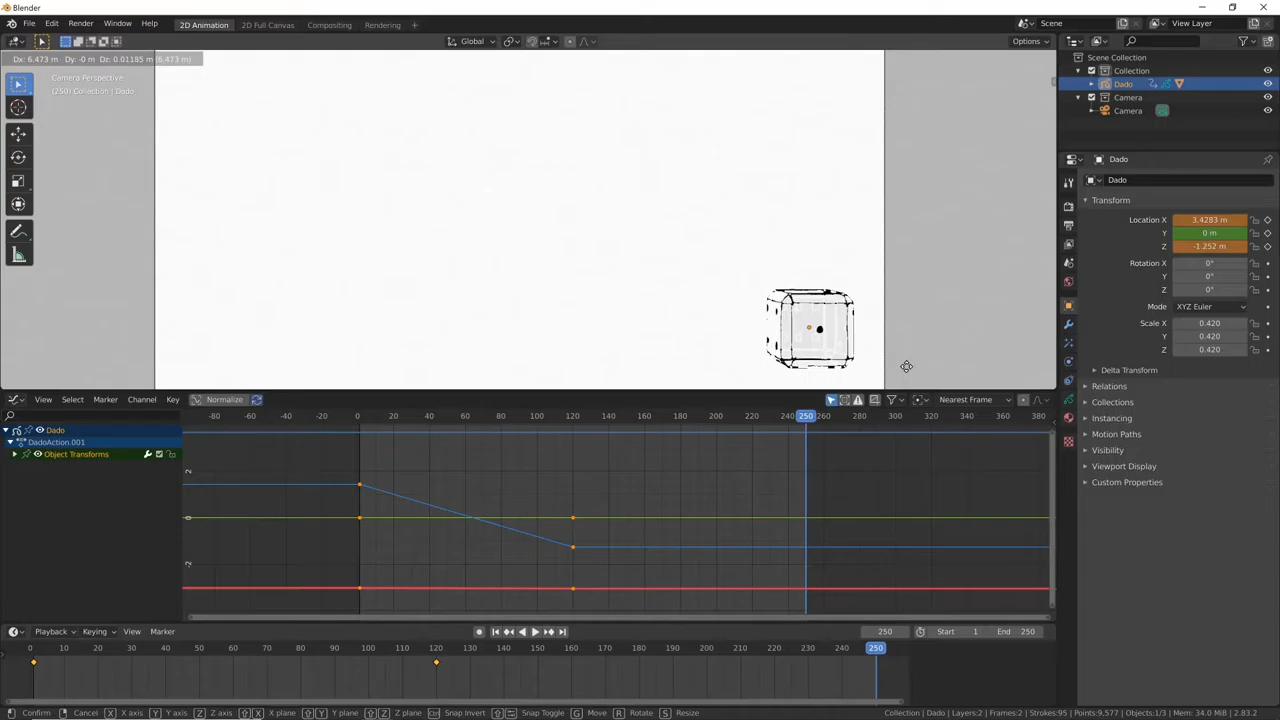 Blender
File Edit Render Window Help 2D Animation 2D Full Canvas Compositing Rendering Scene View Layer
Global Options
Dx: 6.473 m Dy: -0 m Dz: 0.01185 m (6.473 m)
Camera Perspective
(250) Collection | Dado
Scene Collection
Collection
Dado
Camera
Camera
Dado
Dado
Transform
Location X 3.4283 m
Y 0 m
Z -1.252 m
Rotation X 0°
Y 0°
Z 0°
Mode XYZ Euler
Scale X 0.420
Y 0.420
Z 0.420
Delta Transform
Relations
Collections
Instancing
Motion Paths
Visibility
Viewport Display
Custom Properties
View Select Marker Channel Key Normalize Nearest Frame
-80 -60 -40 -20 0 20 40 60 80 100 120 140 160 180 200 220 250 260 280 300 320 340 360 380
Dado
DadoAction.001
Object Transforms
2
0
-2
Playback Keying View Marker 250 Start 1 End 250
0 10 20 30 40 50 60 70 80 90 100 110 120 130 140 150 160 170 180 190 200 210 220 230 240 250
Confirm Cancel X X axis Y Y axis Z Z axis X X plane Y Y plane Z Z plane Ctrl Snap Invert Snap Toggle G Move R Rotate S Resize Collection | Dado | Layers:2 | Frames:2 | Strokes:95 | Points:9,577 | Objects:1/3 | Mem: 34.0 MiB | 2.83.2